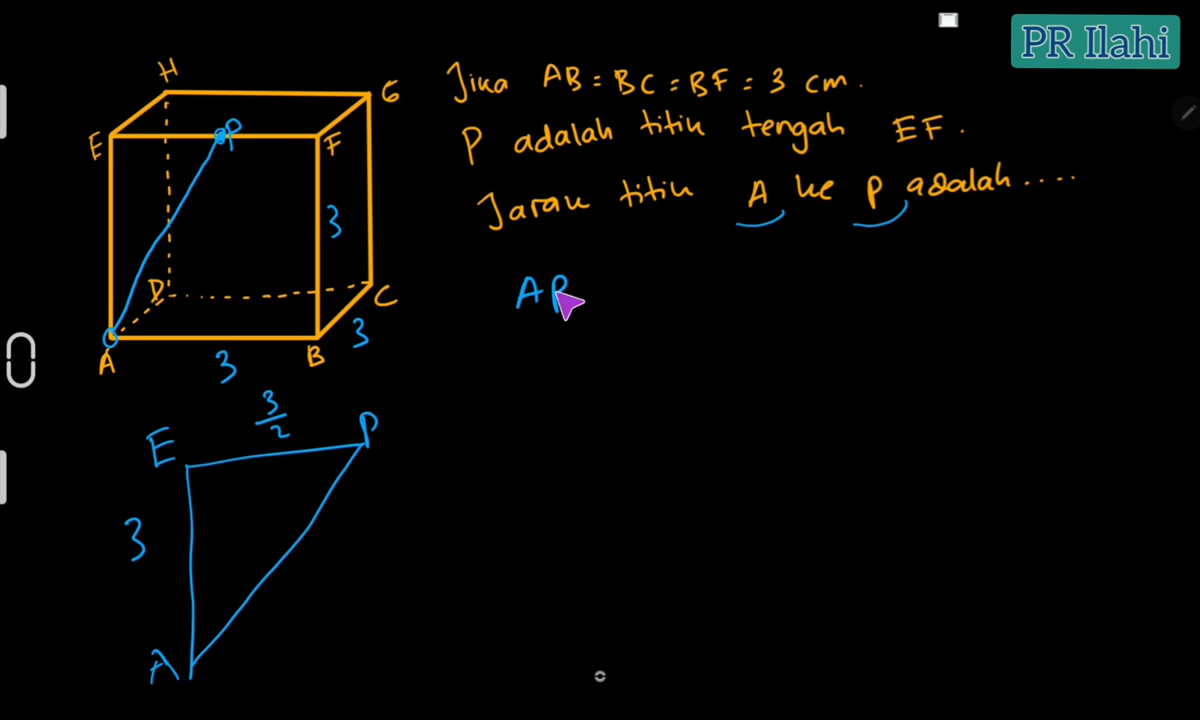 PR Ilahi
H
G
E
P
F
3
D
C
A
3
B
3
Jika AB = BC = BF = 3 cm.
P adalah titik tengah EF.
Jarak titik A ke P adalah ....
AP
3/2
E
P
3
A